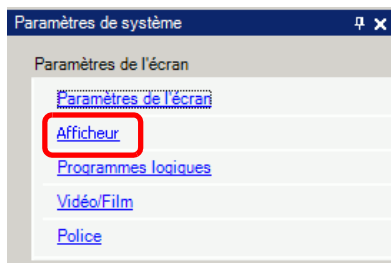 Paramètres de système
Paramètres de l'écran
Paramètres de l'écran
Afficheur
Programmes logiques
Vidéo/Film
Police